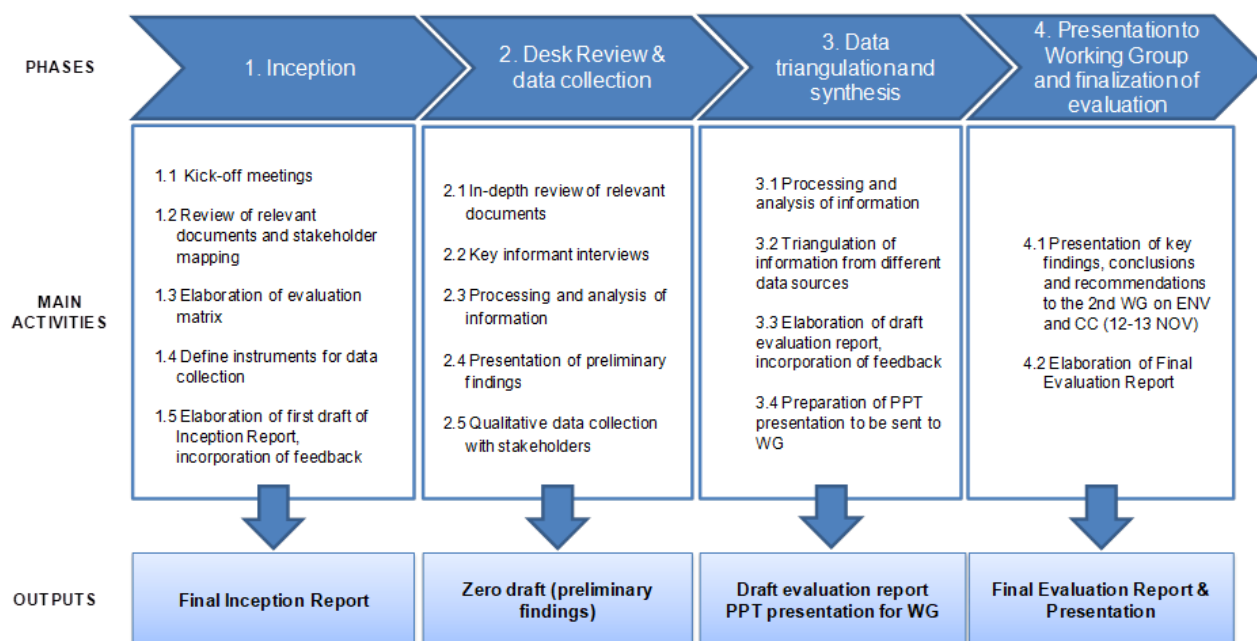 PHASES
1. Inception
2. Desk Review &
data collection
3. Data
triangulation and
synthesis
4. Presentation to
Working Group
and finalization of
evaluation
MAIN
ACTIVITIES
1.1 Kick-off meetings
1.2 Review of relevant
documents and stakeholder
mapping
1.3 Elaboration of evaluation
matrix
1.4 Define instruments for data
collection
1.5 Elaboration of first draft of
Inception Report,
incorporation of feedback
2.1 In-depth review of relevant
documents
2.2 Key informant interviews
2.3 Processing and analysis of
information
2.4 Presentation of preliminary
findings
2.5 Qualitative data collection
with stakeholders
3.1 Processing and
analysis of information
3.2 Triangulation of
information from different
data sources
3.3 Elaboration of draft
evaluation report,
incorporation of feedback
3.4 Preparation of PPT
presentation to be sent to
WG
4.1 Presentation of key
findings, conclusions
and recommendations
to the 2nd WG on ENV
and CC (12-13 NOV)
4.2 Elaboration of Final
Evaluation Report
OUTPUTS
Final Inception Report
Zero draft (preliminary
findings)
Draft evaluation report
PPT presentation for WG
Final Evaluation Report &
Presentation